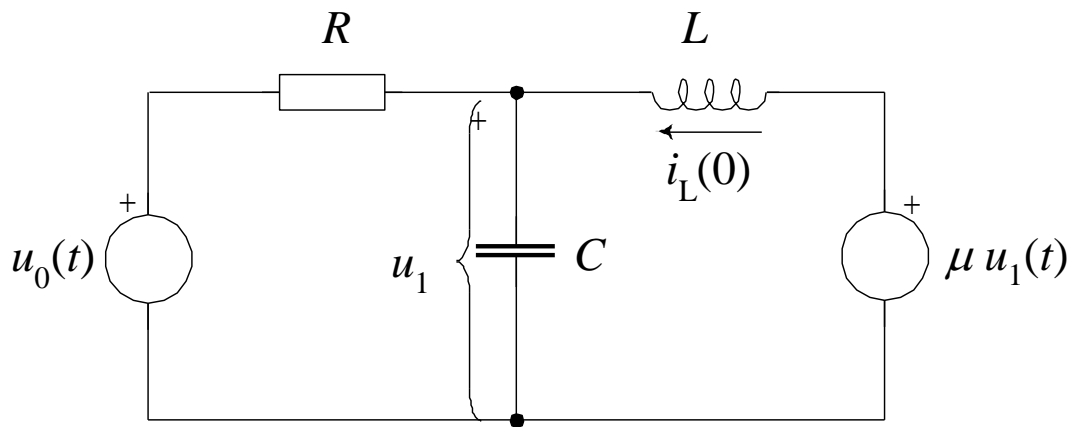 R
L
+
i_L(0)
+
+
u_0(t)
u_1
C
μ u_1(t)